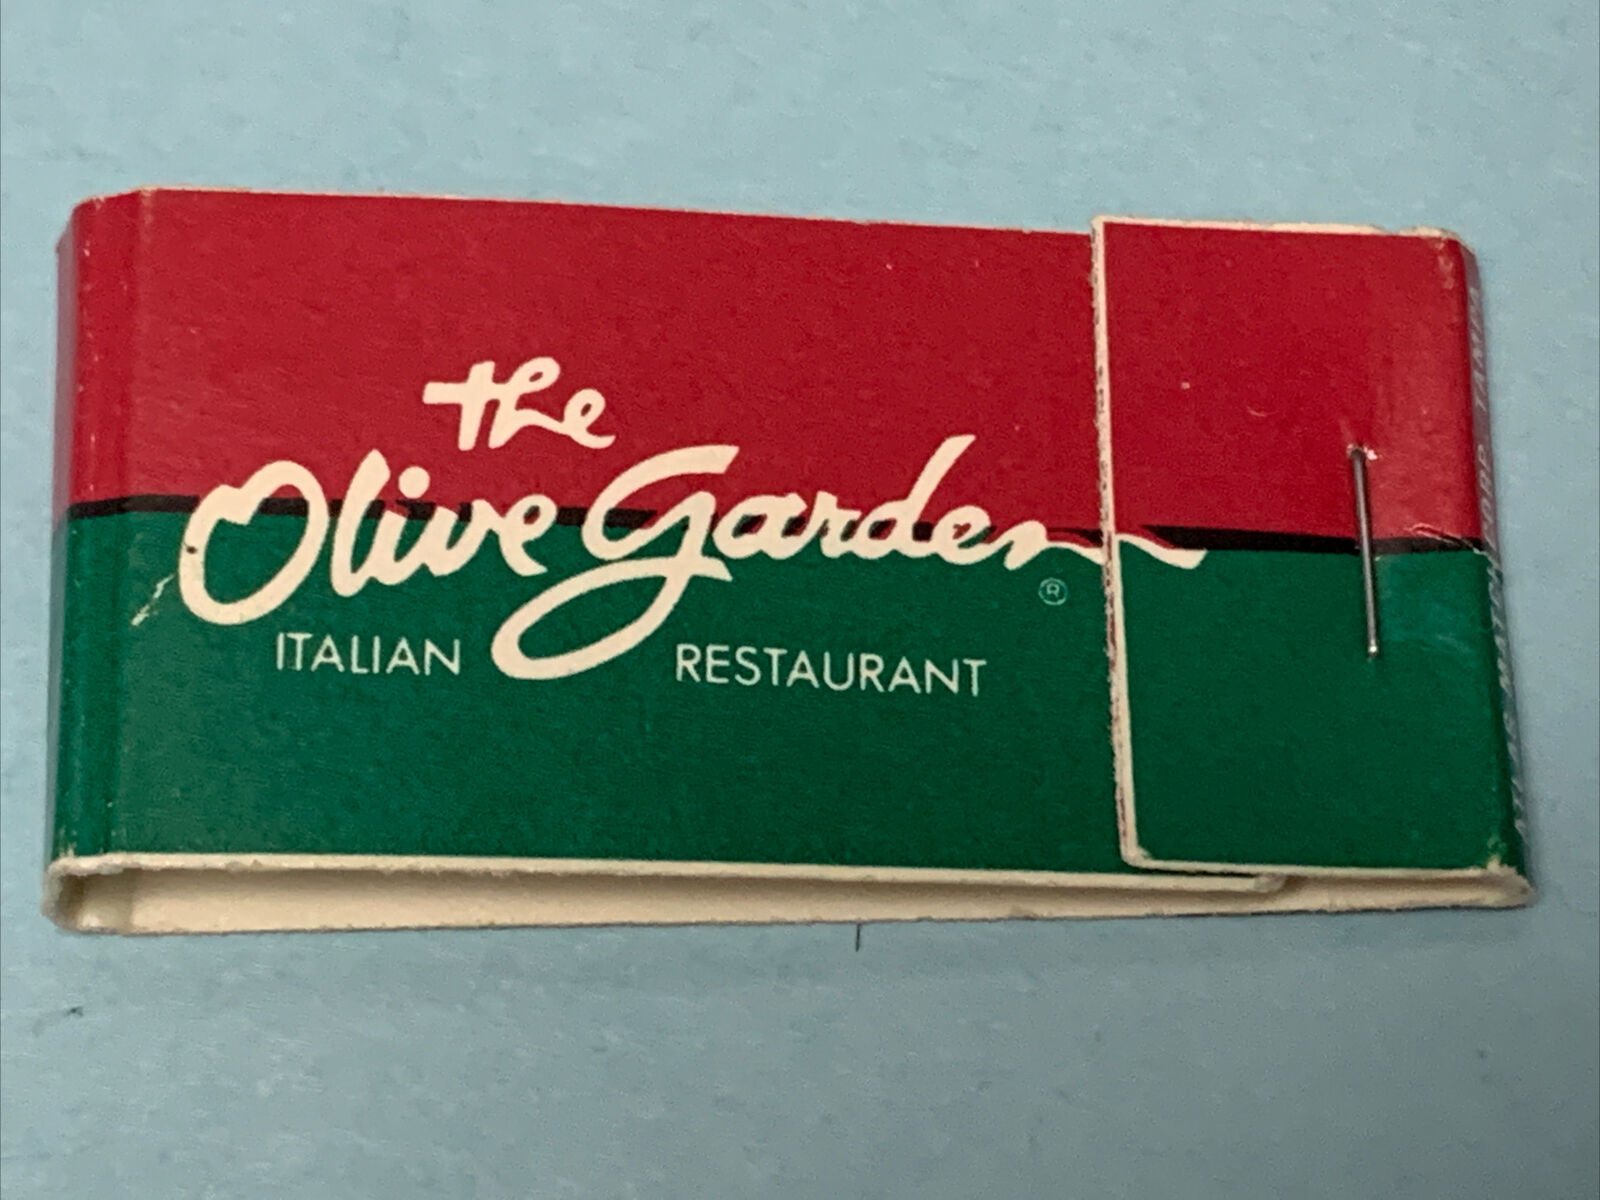 the
Olive Garden
®
ITALIAN RESTAURANT